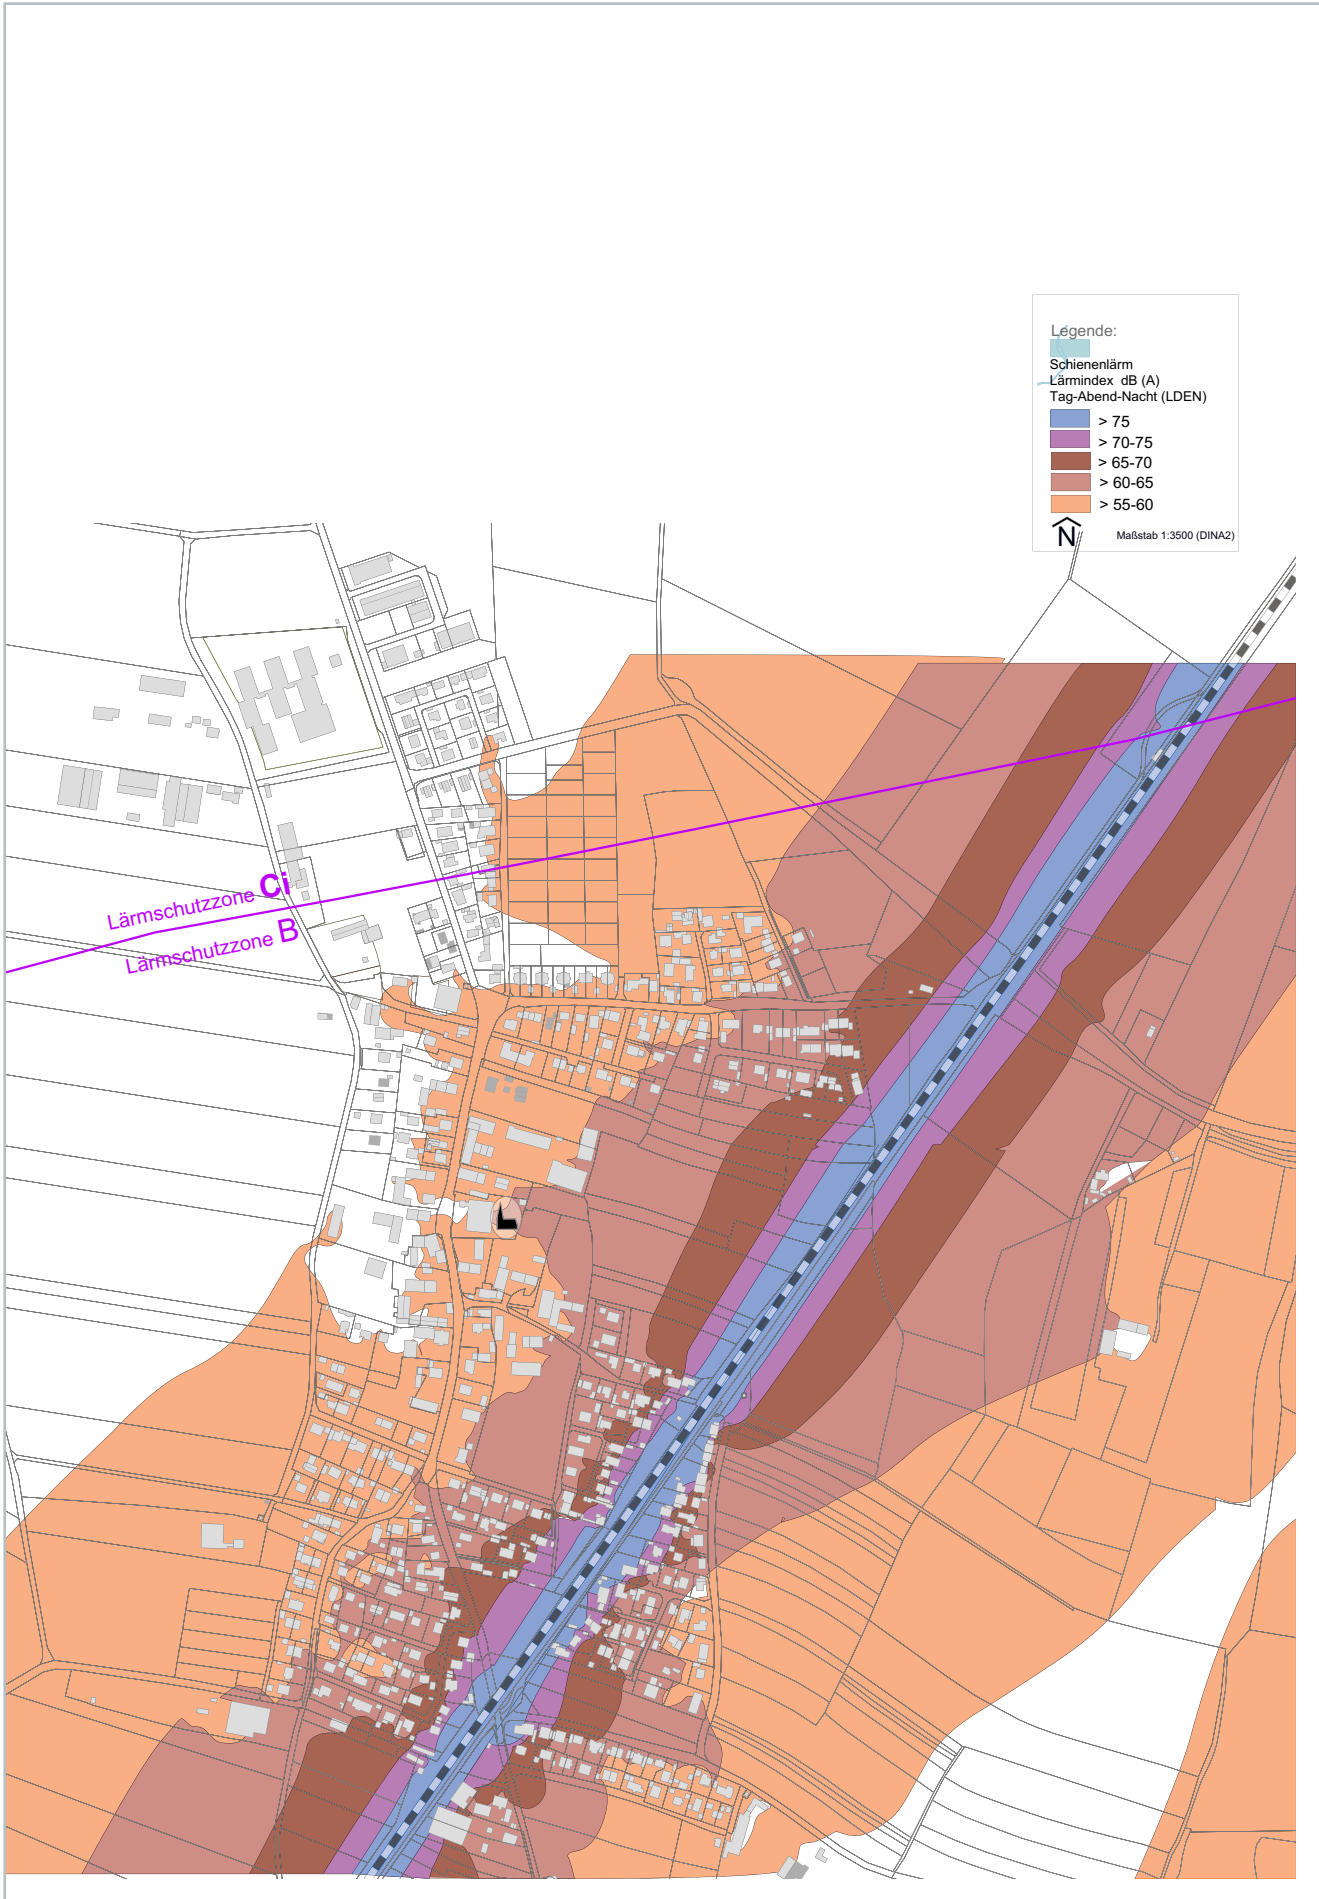 Légende:
Schienenlärm
Lärmindex dB (A)
Tag-Abend-Nacht (LDEN)
> 75
> 70-75
> 65-70
> 60-65
> 55-60
N
Maßstab 1:3500 (DINA2)
Lärmschutzzone Ci
Lärmschutzzone B